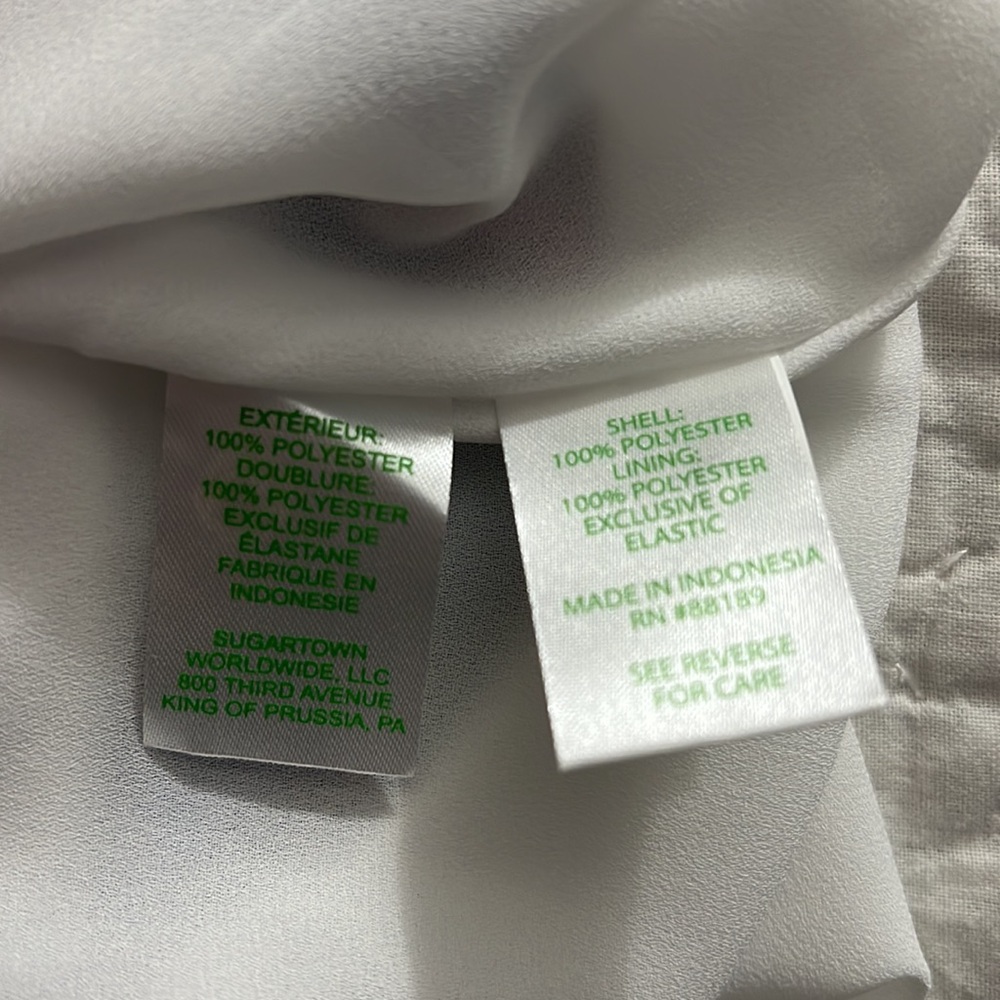 EXTÉRIEUR:
100% POLYESTER
DOUBLURE:
100% POLYESTER
EXCLUSIF DE
ÉLASTANE
FABRIQUE EN
INDONESIE
SUGARTOWN
WORLDWIDE, LLC
800 THIRD AVENUE
KING OF PRUSSIA, PA
SHELL:
100% POLYESTER
LINING:
100% POLYESTER
EXCLUSIVE OF
ELASTIC
MADE IN INDONESIA
RN #88189
SEE REVERSE
FOR CARE